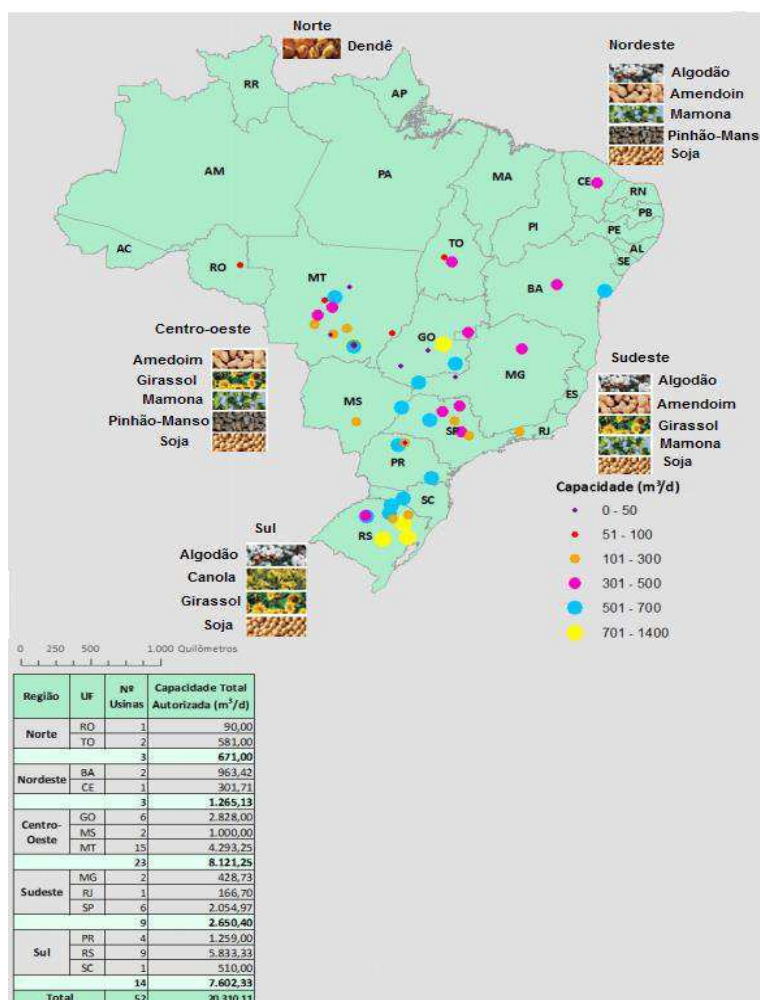 Norte
Dendê
Nordeste
Algodão
Amendoin
Mamona
Pinhão-Manso
Soja
RR
AP
AM
PA
MA
CE
RN
PB
PE
AL
SE
PI
AC
RO
TO
MT
BA
GO
MG
ES
MS
SP
RJ
PR
SC
RS
Centro-oeste
Amedoim
Girassol
Mamona
Pinhão-Manso
Soja
Sudeste
Algodão
Amendoim
Girassol
Mamona
Soja
Capacidade (m³/d)
0 - 50
51 - 100
101 - 300
301 - 500
501 - 700
701 - 1400
Sul
Algodão
Canola
Girassol
Soja
0 250 500 1.000 Quilômetros
Região UF Nº Usinas Capacidade Total Autorizada (m³/d)
Norte RO 1 90,00
TO 2 581,00
3 671,00
Nordeste BA 2 963,42
CE 1 301,71
3 1.265,13
Centro-Oeste GO 6 2.828,00
MS 2 1.000,00
MT 15 4.293,25
23 8.121,25
Sudeste MG 2 428,73
RJ 1 166,70
SP 6 2.054,97
9 2.650,40
Sul PR 4 1.259,00
RS 9 5.833,33
SC 1 510,00
14 7.602,33
Total 52 20.310,11